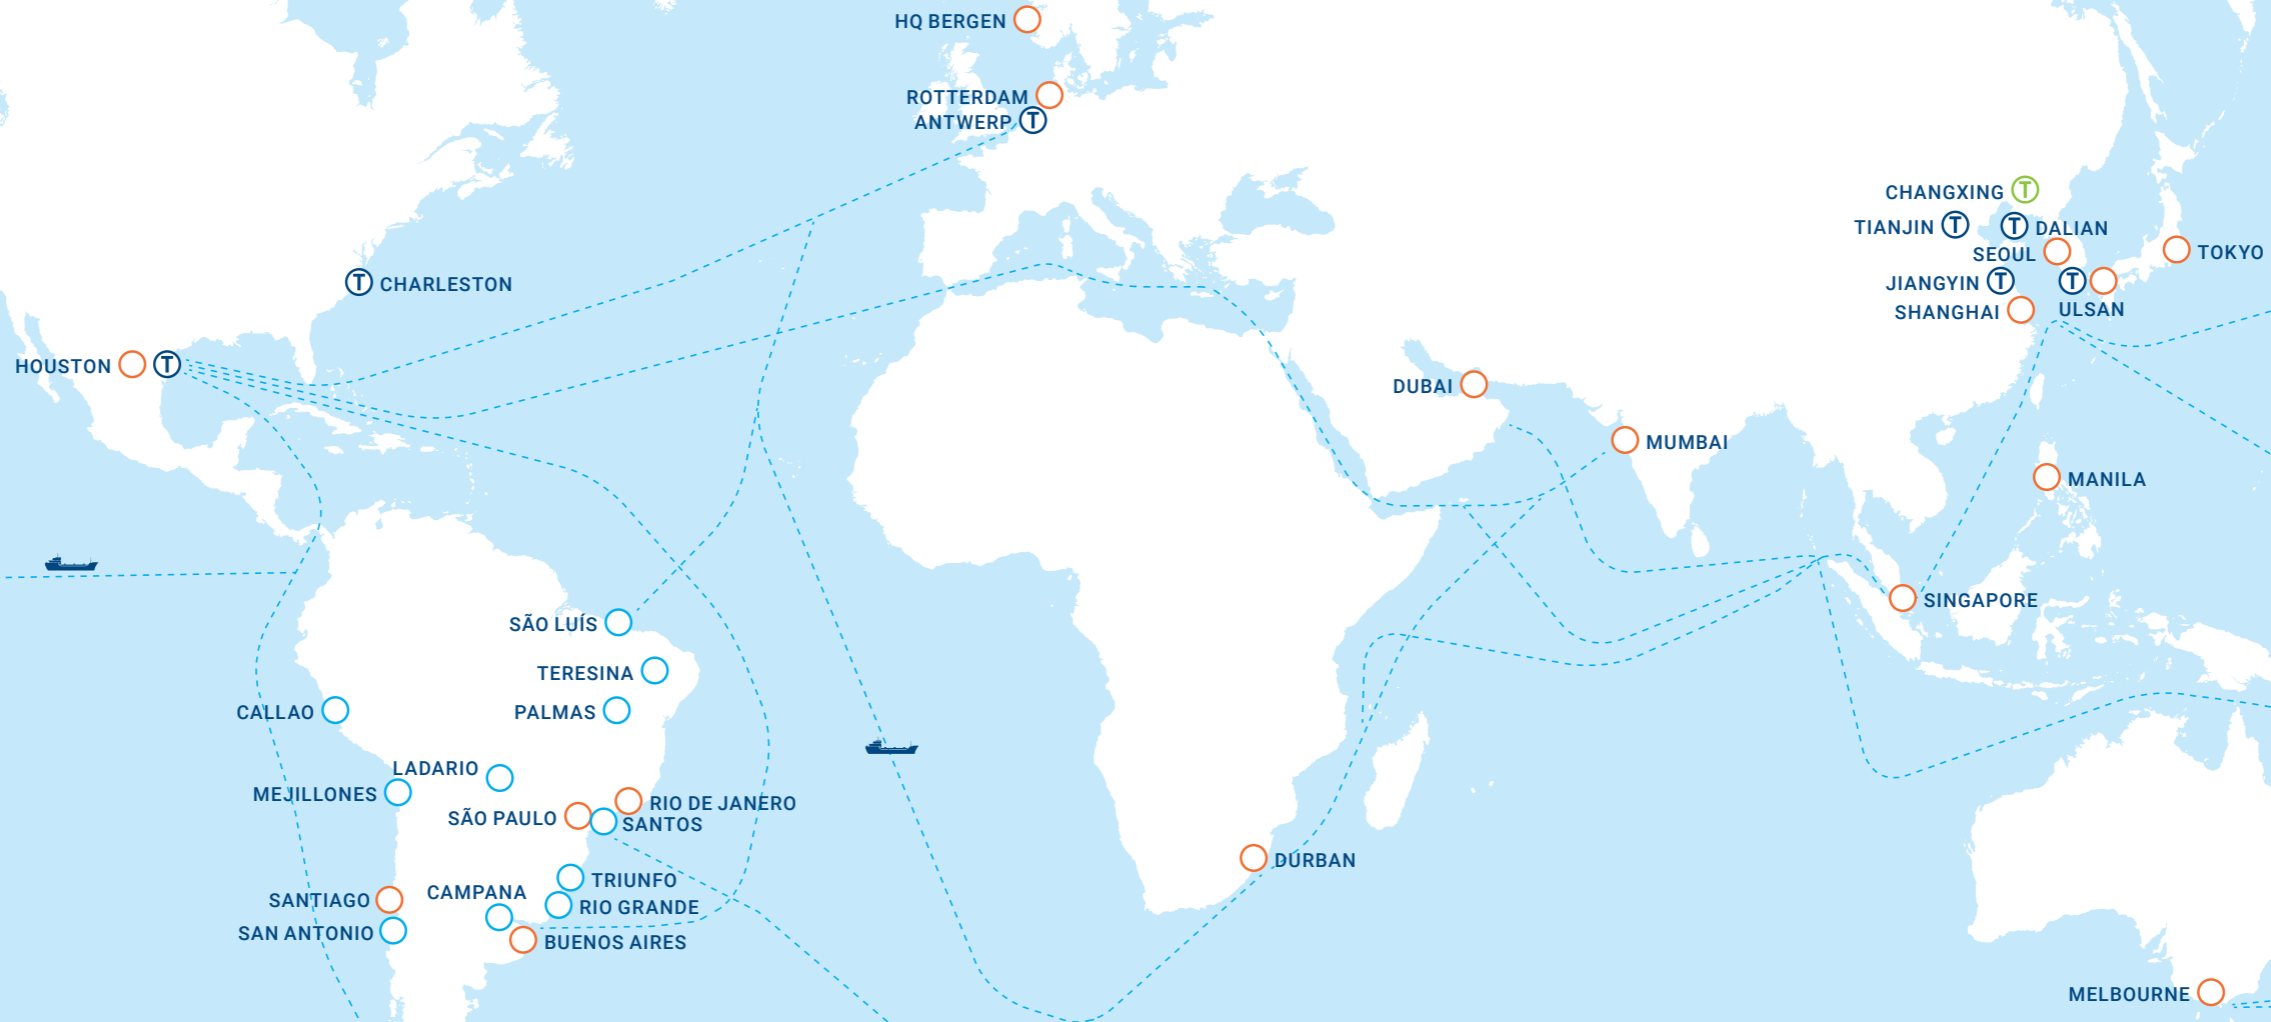 HQ BERGEN
ROTTERDAM
ANTWERP T
CHANGXING T
TIANJIN T
T DALIAN
SEOUL
TOKYO
JIANGYIN T
T
SHANGHAI
ULSAN
T CHARLESTON
HOUSTON T
DUBAI
MUMBAI
MANILA
SINGAPORE
SÃO LUÍS
TERESINA
CALLAO
PALMAS
LADARIO
MEJILLONES
RIO DE JANERO
SÃO PAULO
SANTOS
DURBAN
TRIUNFO
CAMPANA
SANTIAGO
RIO GRANDE
SAN ANTONIO
BUENOS AIRES
MELBOURNE